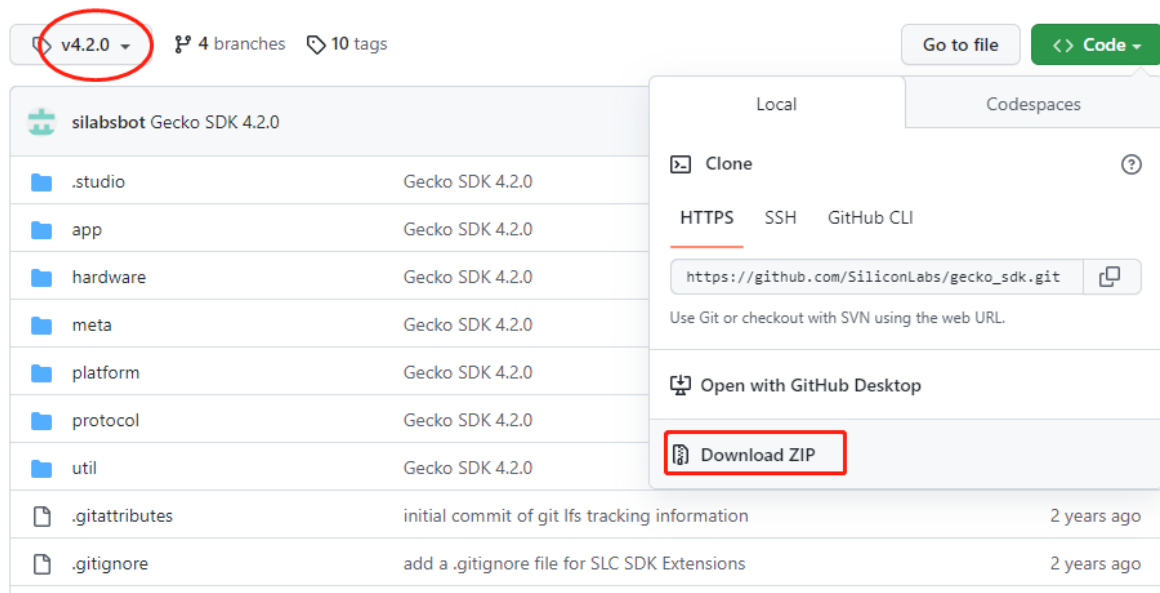 v4.2.0 4 branches 10 tags Go to file <> Code
silabsbot Gecko SDK 4.2.0
Local Codespaces
Clone
HTTPS SSH GitHub CLI
https://github.com/SiliconLabs/gecko_sdk.git
Use Git or checkout with SVN using the web URL.
Open with GitHub Desktop
Download ZIP
.studio Gecko SDK 4.2.0
app Gecko SDK 4.2.0
hardware Gecko SDK 4.2.0
meta Gecko SDK 4.2.0
platform Gecko SDK 4.2.0
protocol Gecko SDK 4.2.0
util Gecko SDK 4.2.0
.gitattributes initial commit of git lfs tracking information 2 years ago
.gitignore add a .gitignore file for SLC SDK Extensions 2 years ago